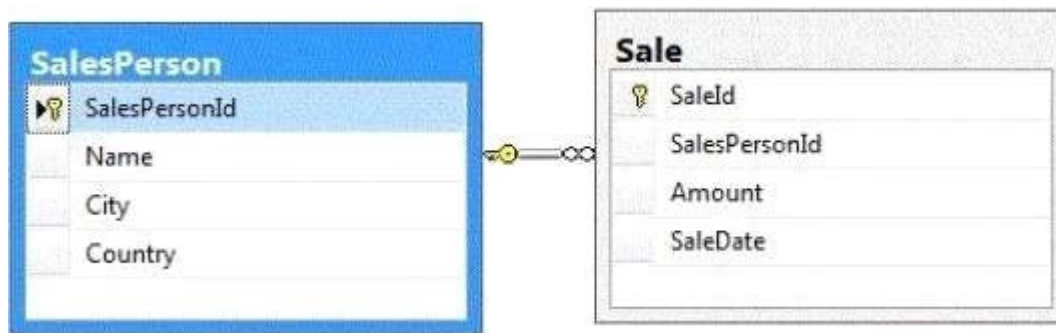 SalesPerson
SalesPersonId
Name
City
Country
Sale
SaleId
SalesPersonId
Amount
SaleDate